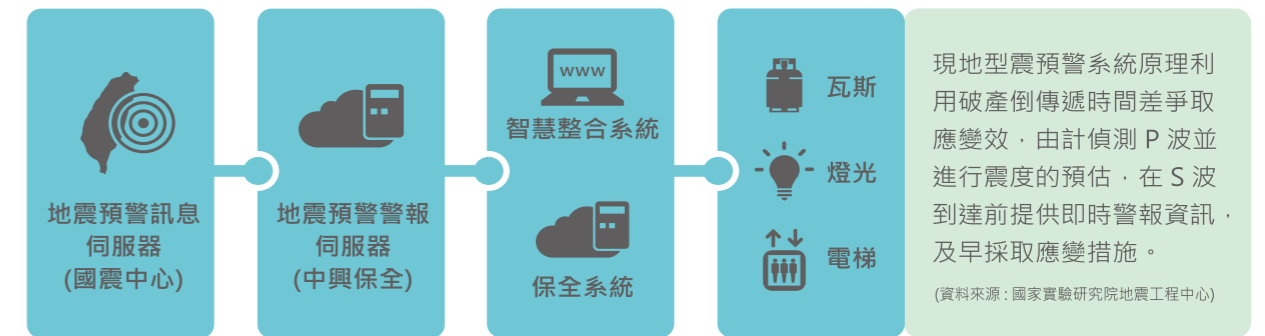 地震預警訊息
伺服器
(國震中心)
地震預警警報
伺服器
(中興保全)
www
智慧整合系統
保全系統
瓦斯
燈光
電梯
現地型震預警系統原理利
用破產倒傳遞時間差爭取
應變效，由計偵測 P 波並
進行震度的預估，在 S 波
到達前提供即時警報資訊，
及早採取應變措施。
(資料來源 : 國家實驗研究院地震工程中心)